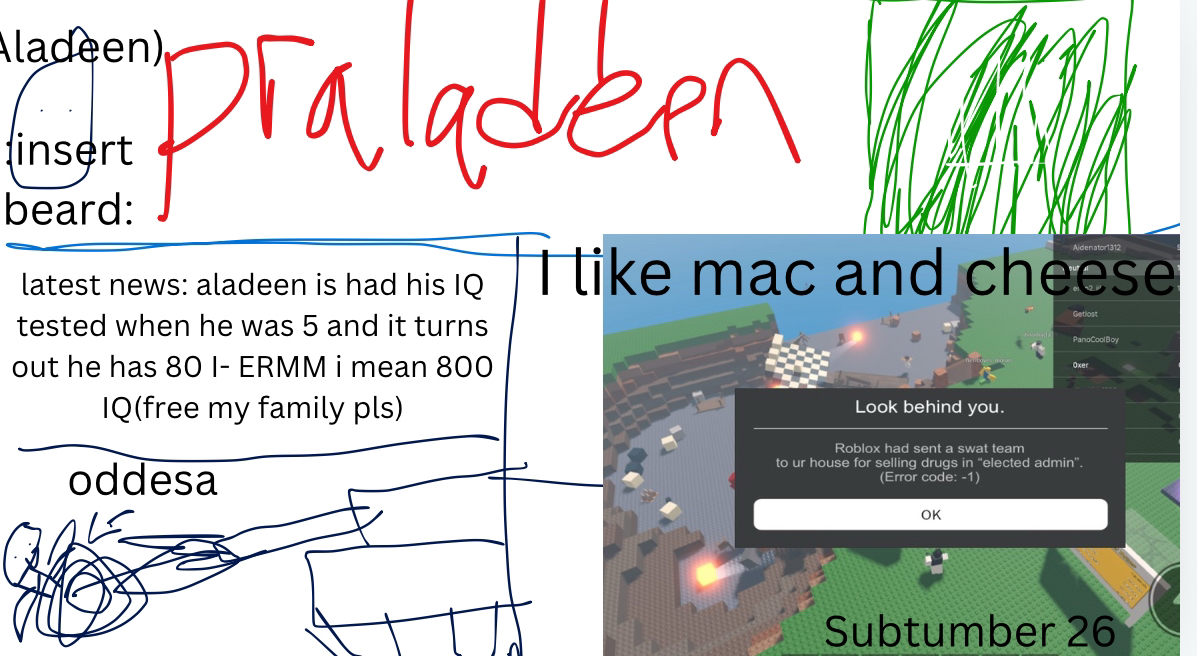 Aladeen)
:insert
beard:
praladeen
latest news: aladeen is had his IQ
tested when he was 5 and it turns
out he has 80 I- ERMM i mean 800
IQ(free my family pls)
oddesa
I like mac and cheese
Aidenator1312
Getlost
PanoCoolBoy
0xer
Look behind you.
Roblox had sent a swat team
to ur house for selling drugs in “elected admin”.
(Error code: -1)
OK
Subtumber 26